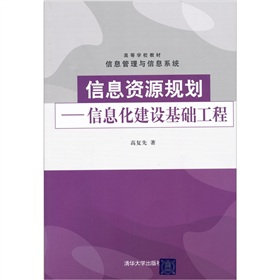 高等学校教材
信息管理与信息系统
信息资源规划
——信息化建设基础工程
高复先 著
清华大学出版社